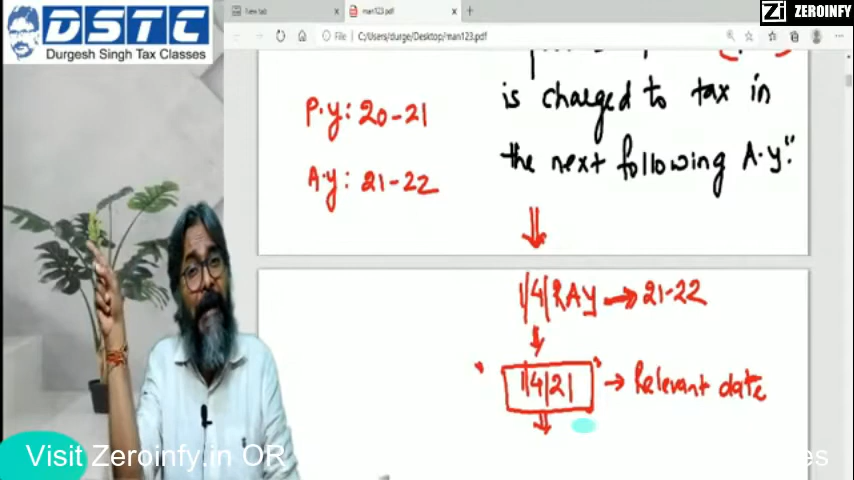 DSTC
Durgesh Singh Tax Classes
New tab
man123.pdf
File
C:/Users/durge/Desktop/man123.pdf
Zi ZEROINFY
P.y: 20-21
A.y: 21-22
is charged to tax in
the next following A.y".
1/4/RAY → 21-22
" 1/4/21 " → Relevant date
Visit Zeroinfy.in OR